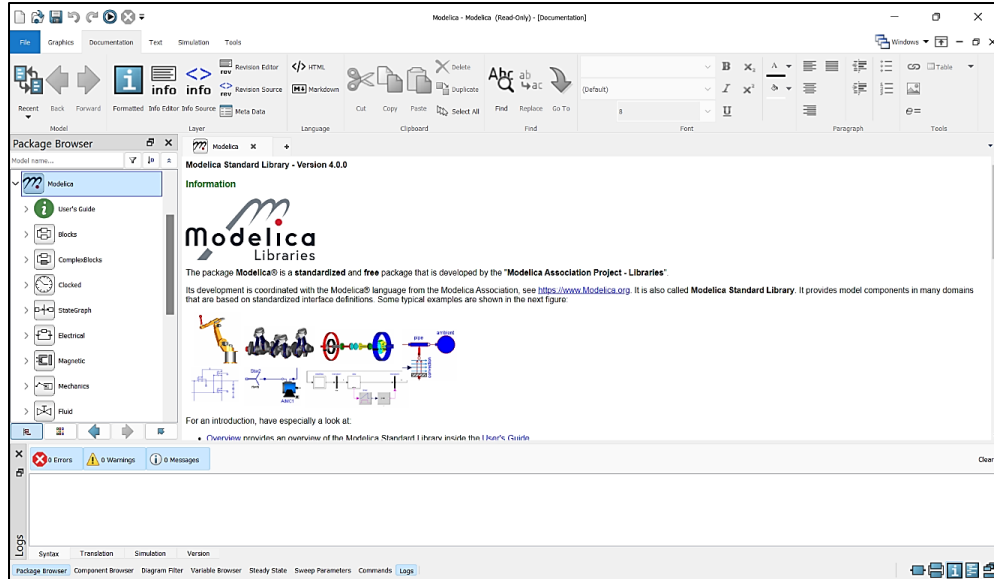 Modelica - Modelica (Read-Only) - [Documentation]
File Graphics Documentation Text Simulation Tools Windows
Recent Back Forward Formatted Info Editor Info Source
info info
rev Revision Editor
rev Revision Source
Meta Data
HTML
Markdown
Cut Copy Paste
Delete
Duplicate
Select All
Find Replace Go To
(Default)
8
B I U
Table
Model Layer Language Clipboard Find Font Paragraph Tools
Package Browser
Model name...
Modelica
User's Guide
Blocks
ComplexBlocks
Clocked
StateGraph
Electrical
Magnetic
Mechanics
Fluid
Modelica
Modelica Standard Library - Version 4.0.0
Information
Modelica
Libraries
The package Modelica® is a standardized and free package that is developed by the "Modelica Association Project - Libraries".
Its development is coordinated with the Modelica® language from the Modelica Association, see https://www.Modelica.org. It is also called Modelica Standard Library. It provides model components in many domains
that are based on standardized interface definitions. Some typical examples are shown in the next figure:
pipe
ambient
For an introduction, have especially a look at:
Overview provides an overview of the Modelica Standard Library inside the User's Guide
0 Errors 0 Warnings 0 Messages Clear
Logs
Syntax Translation Simulation Version
Package Browser Component Browser Diagram Filter Variable Browser Steady State Sweep Parameters Commands Logs